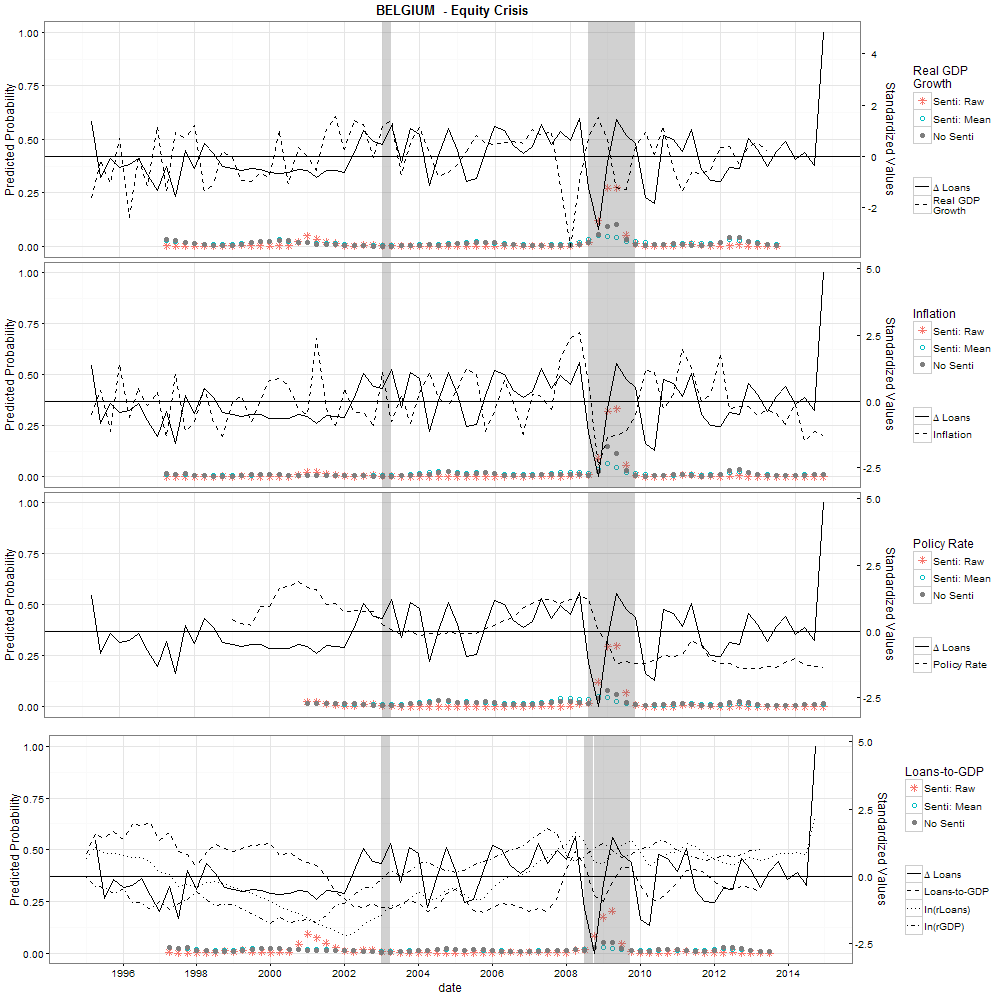 BELGIUM - Equity Crisis
1.00
0.75
0.50
0.25
0.00
Predicted Probability
4
2
0
-2
Standardized Values
Real GDP
Growth
Senti: Raw
Senti: Mean
No Senti
Δ Loans
Real GDP
Growth
1.00
0.75
0.50
0.25
0.00
Predicted Probability
5.0
2.5
0.0
-2.5
Standardized Values
Inflation
Senti: Raw
Senti: Mean
No Senti
Δ Loans
Inflation
1.00
0.75
0.50
0.25
0.00
Predicted Probability
5.0
2.5
0.0
-2.5
Standardized Values
Policy Rate
Senti: Raw
Senti: Mean
No Senti
Δ Loans
Policy Rate
1.00
0.75
0.50
0.25
0.00
Predicted Probability
5.0
2.5
0.0
-2.5
Standardized Values
Loans-to-GDP
Senti: Raw
Senti: Mean
No Senti
Δ Loans
Loans-to-GDP
ln(rLoans)
ln(rGDP)
1996 1998 2000 2002 2004 2006 2008 2010 2012 2014
date